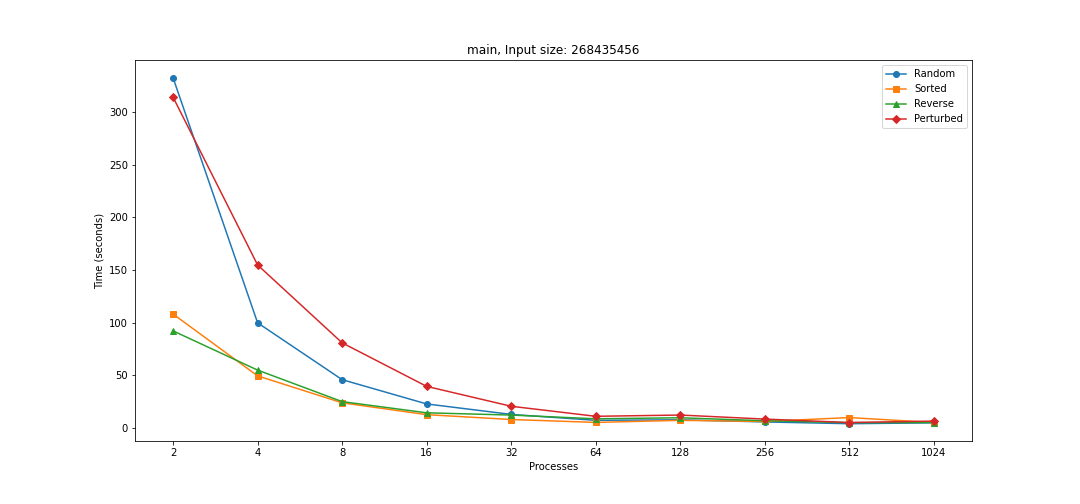 main, Input size: 268435456
Random
Sorted
Reverse
Perturbed
Time (seconds)
300
250
200
150
100
50
0
2 4 8 16 32 64 128 256 512 1024
Processes